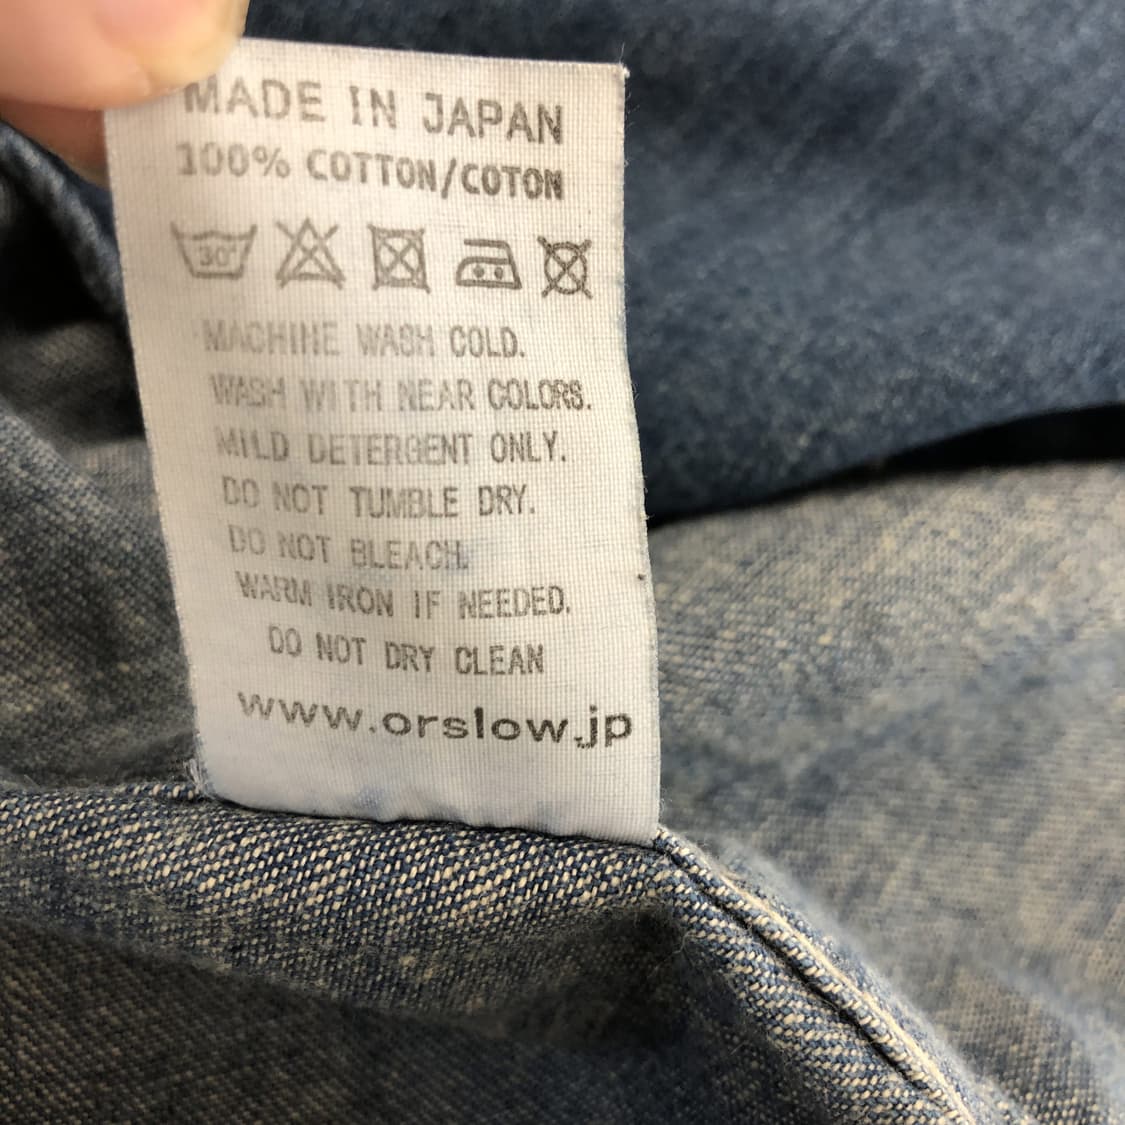 MADE IN JAPAN
100% COTTON/COTON
30°
MACHINE WASH COLD.
WASH WITH NEAR COLORS.
MILD DETERGENT ONLY.
DO NOT TUMBLE DRY.
DO NOT BLEACH.
WARM IRON IF NEEDED.
DO NOT DRY CLEAN
www.orslow.jp